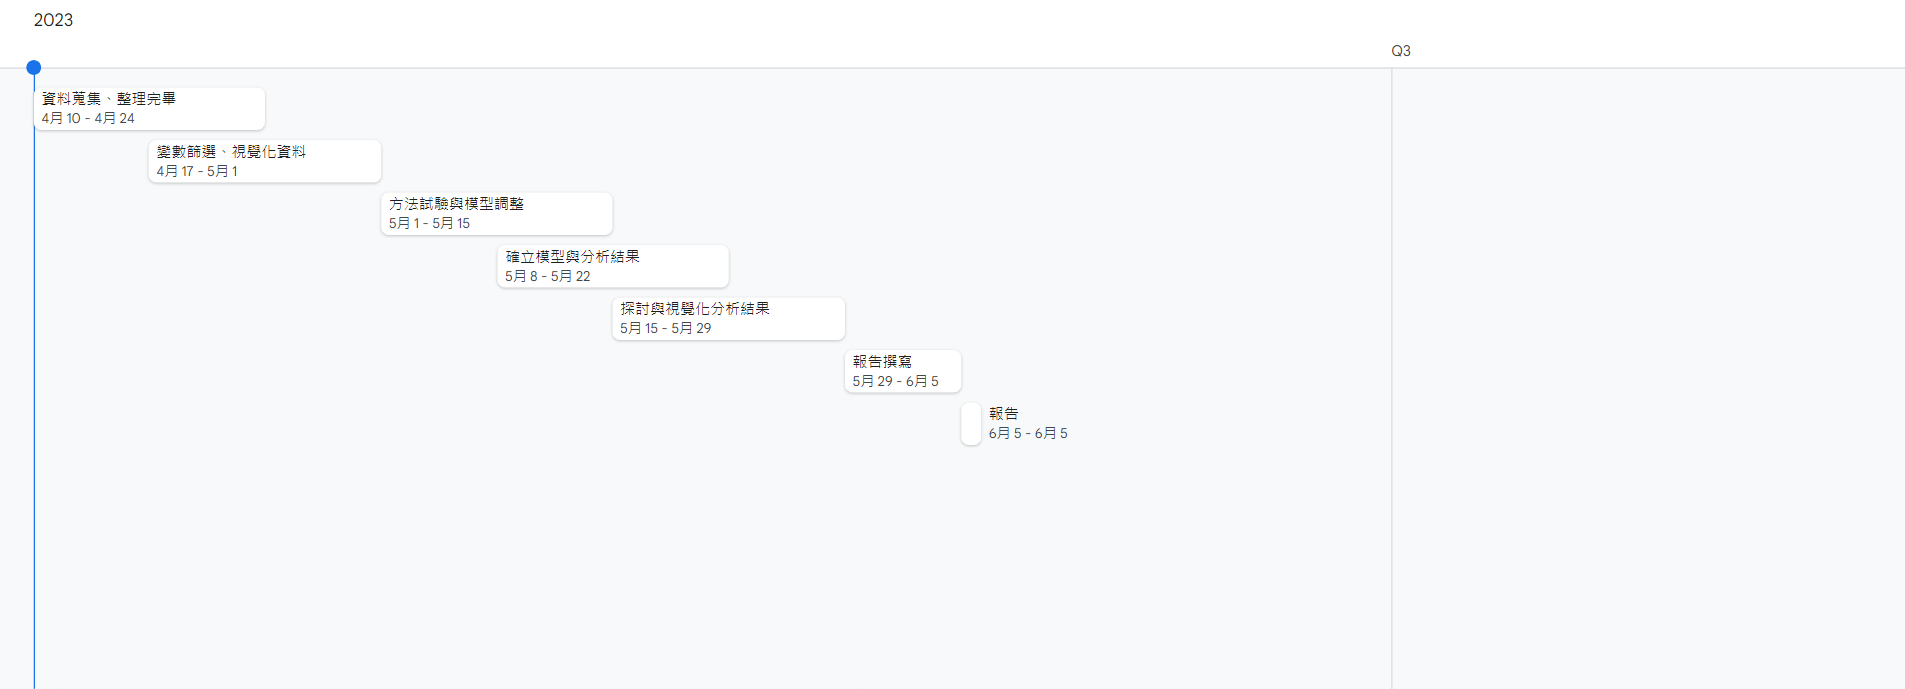 2023
Q3
資料蒐集、整理完畢
4月 10 - 4月 24
變數篩選、視覺化資料
4月 17 - 5月 1
方法試驗與模型調整
5月 1 - 5月 15
確立模型與分析結果
5月 8 - 5月 22
探討與視覺化分析結果
5月 15 - 5月 29
報告撰寫
5月 29 - 6月 5
報告
6月 5 - 6月 5